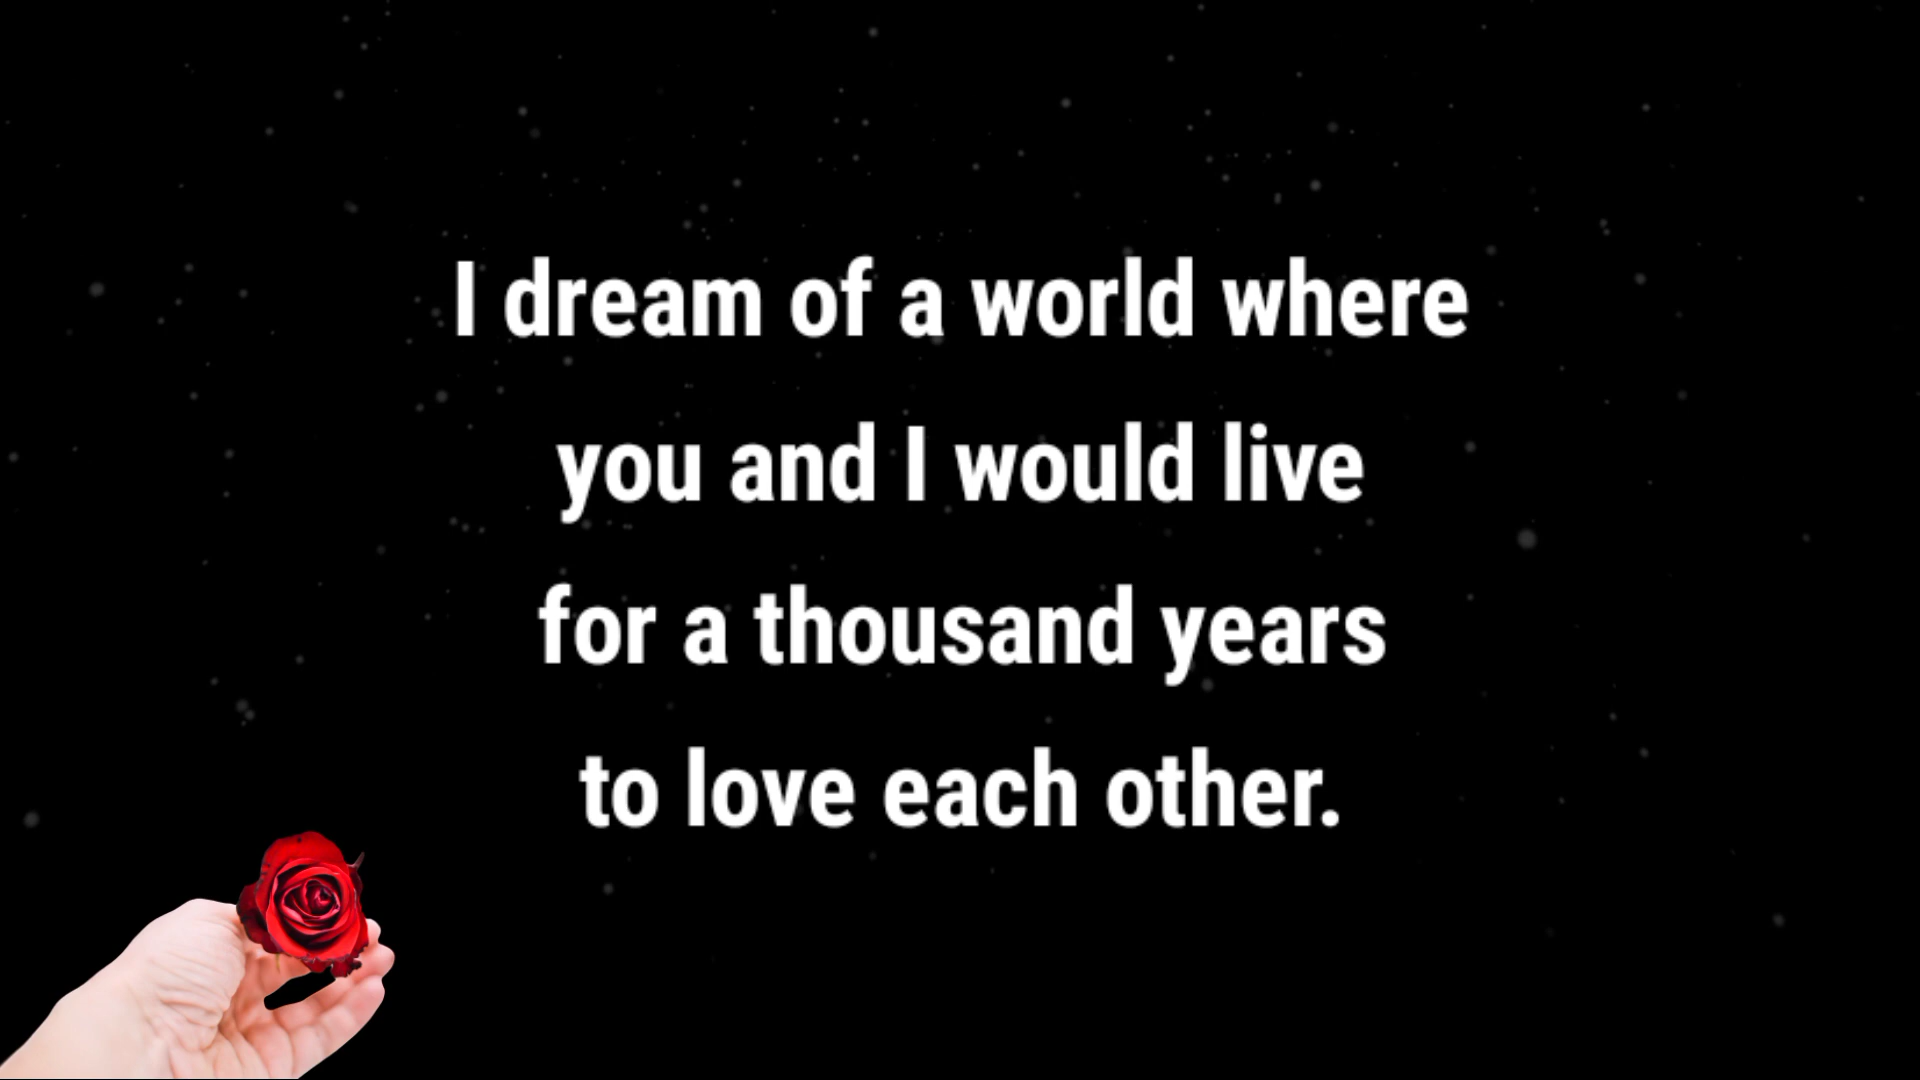 I dream of a world where
you and I would live
for a thousand years
to love each other.